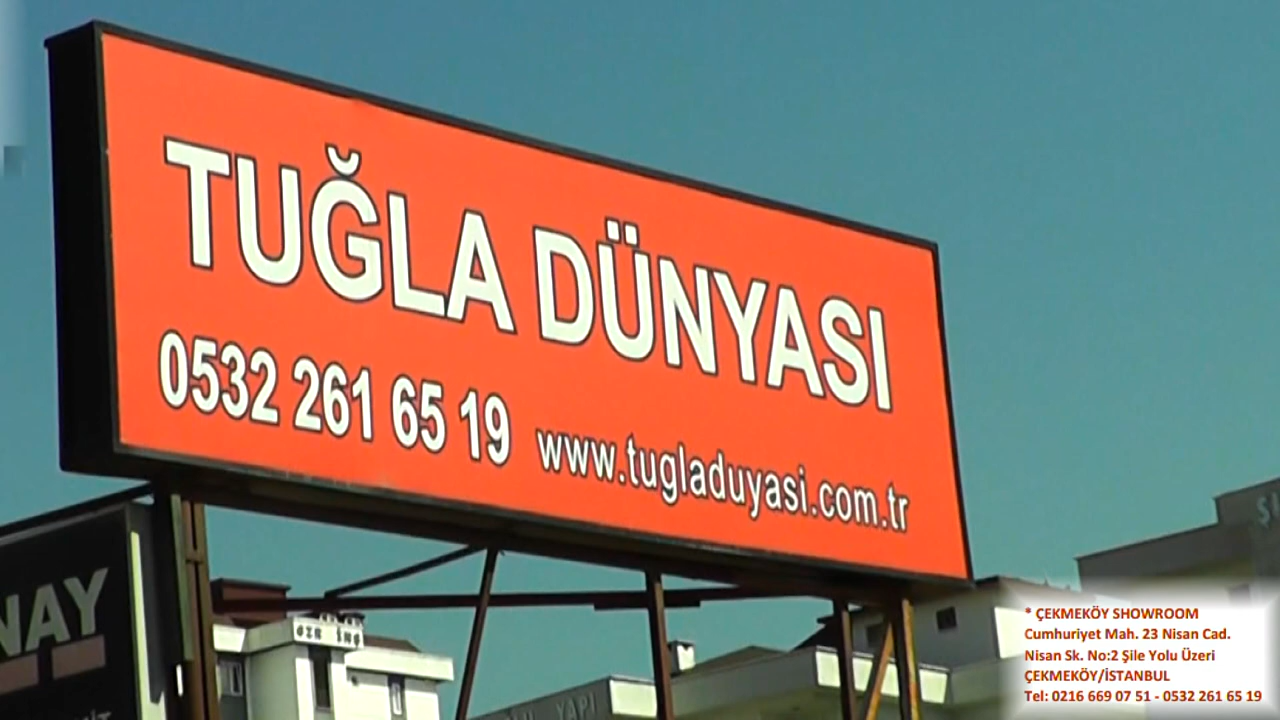 TUĞLA DÜNYASI
0532 261 65 19 www.tugladuyasi.com.tr
NAY
YAPI
* ÇEKMEKÖY SHOWROOM
Cumhuriyet Mah. 23 Nisan Cad.
Nisan Sk. No:2 Şile Yolu Üzeri
ÇEKMEKÖY/İSTANBUL
Tel: 0216 669 07 51 - 0532 261 65 19